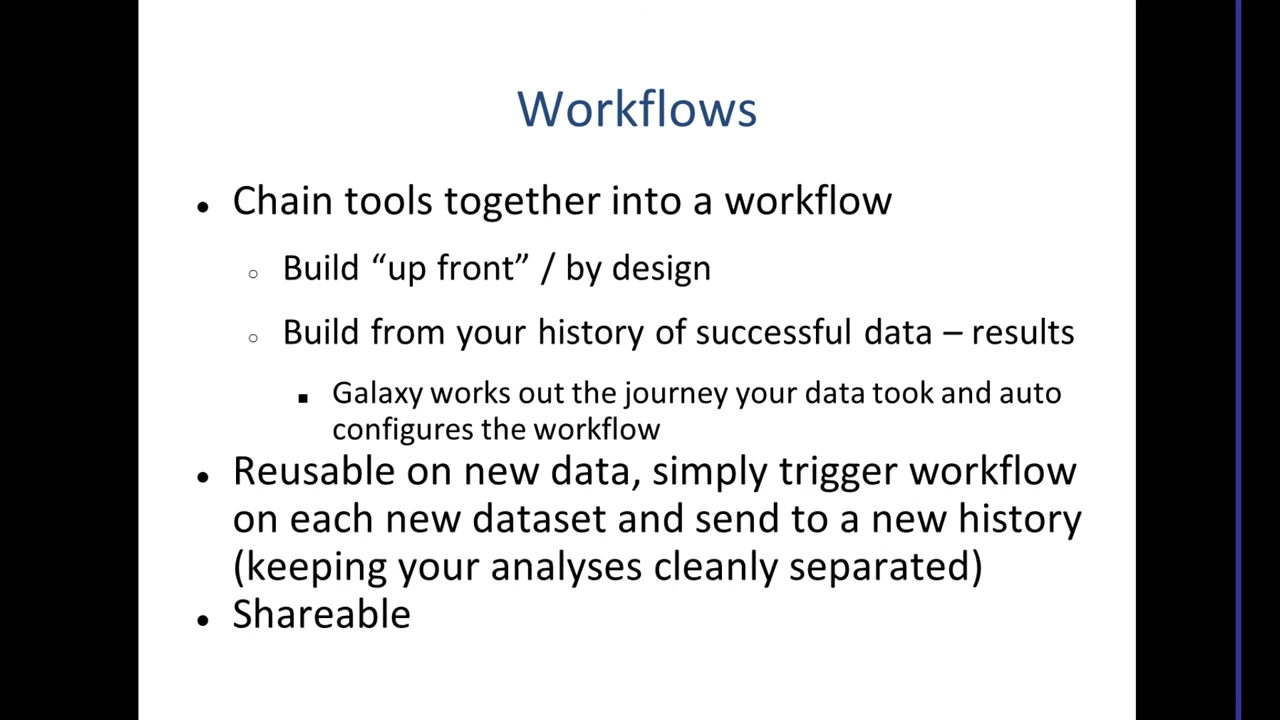 Workflows
• Chain tools together into a workflow
○ Build “up front” / by design
○ Build from your history of successful data – results
■ Galaxy works out the journey your data took and auto
configures the workflow
• Reusable on new data, simply trigger workflow
on each new dataset and send to a new history
(keeping your analyses cleanly separated)
• Shareable